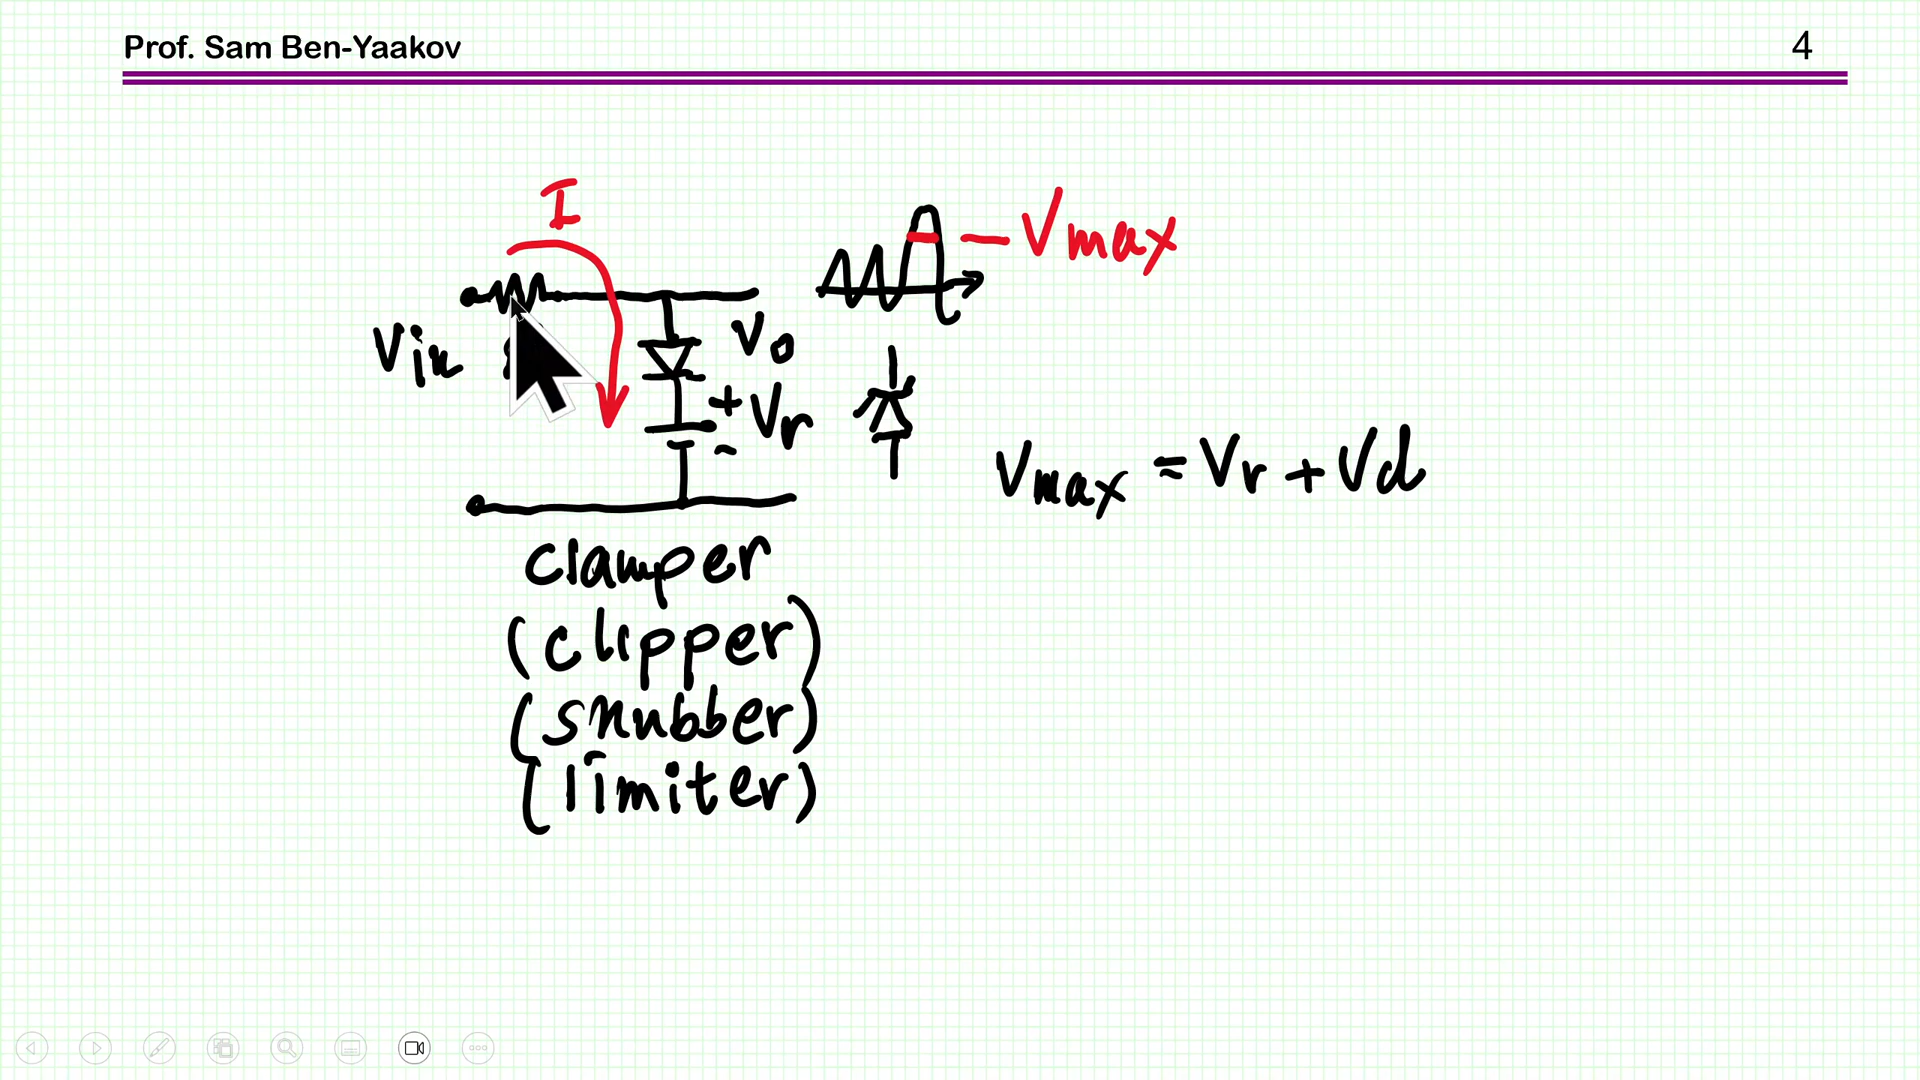 Prof. Sam Ben-Yaakov
4
I
Vmax
Vin
Vo
+
Vr
-
Vmax = Vr + Vd
clamper
(clipper)
(snubber)
(limiter)